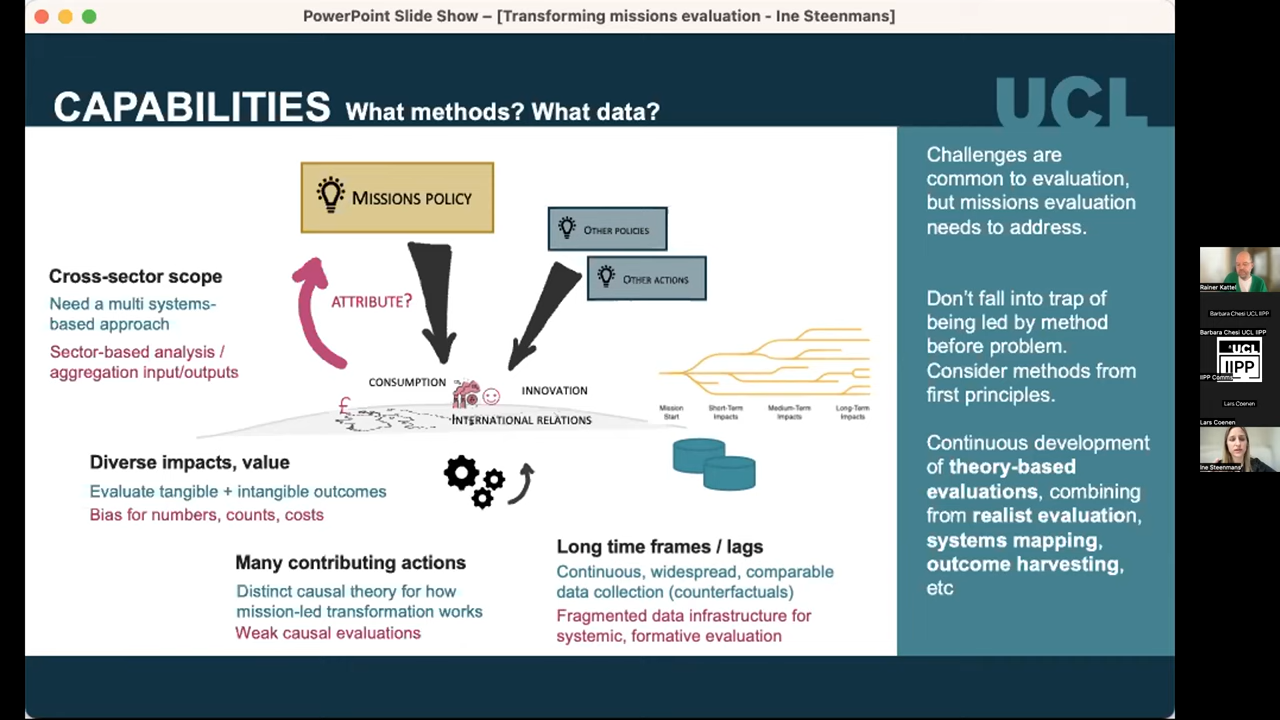 PowerPoint Slide Show – [Transforming missions evaluation - Ine Steenmans]
CAPABILITIES What methods? What data?
UCL
MISSIONS POLICY
OTHER POLICIES
OTHER ACTIONS
ATTRIBUTE?
Cross-sector scope
Need a multi systems-
based approach
Sector-based analysis /
aggregation input/outputs
CONSUMPTION
INNOVATION
£
INTERNATIONAL RELATIONS
Mission
Start
Short-Term
Impacts
Medium-Term
Impacts
Long-Term
Impacts
Diverse impacts, value
Evaluate tangible + intangible outcomes
Bias for numbers, counts, costs
Many contributing actions
Distinct causal theory for how
mission-led transformation works
Weak causal evaluations
Long time frames / lags
Continuous, widespread, comparable
data collection (counterfactuals)
Fragmented data infrastructure for
systemic, formative evaluation
Challenges are
common to evaluation,
but missions evaluation
needs to address.
Don't fall into trap of
being led by method
before problem.
Consider methods from
first principles.
Continuous development
of theory-based
evaluations, combining
from realist evaluation,
systems mapping,
outcome harvesting,
etc
Rainer Kattel
Barbara Chesi UCL IIPP
Barbara Chesi UCL IIPP
UCL
IIPP
IIPP Comms
Lars Coenen
Lars Coenen
Ine Steenmans